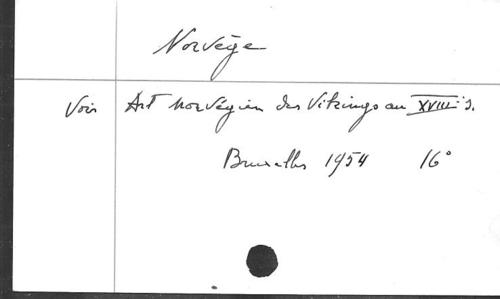 Norvège
Voir Art norvégien des Vikings au XVIIIe s.
Bruxelles 1954 16°